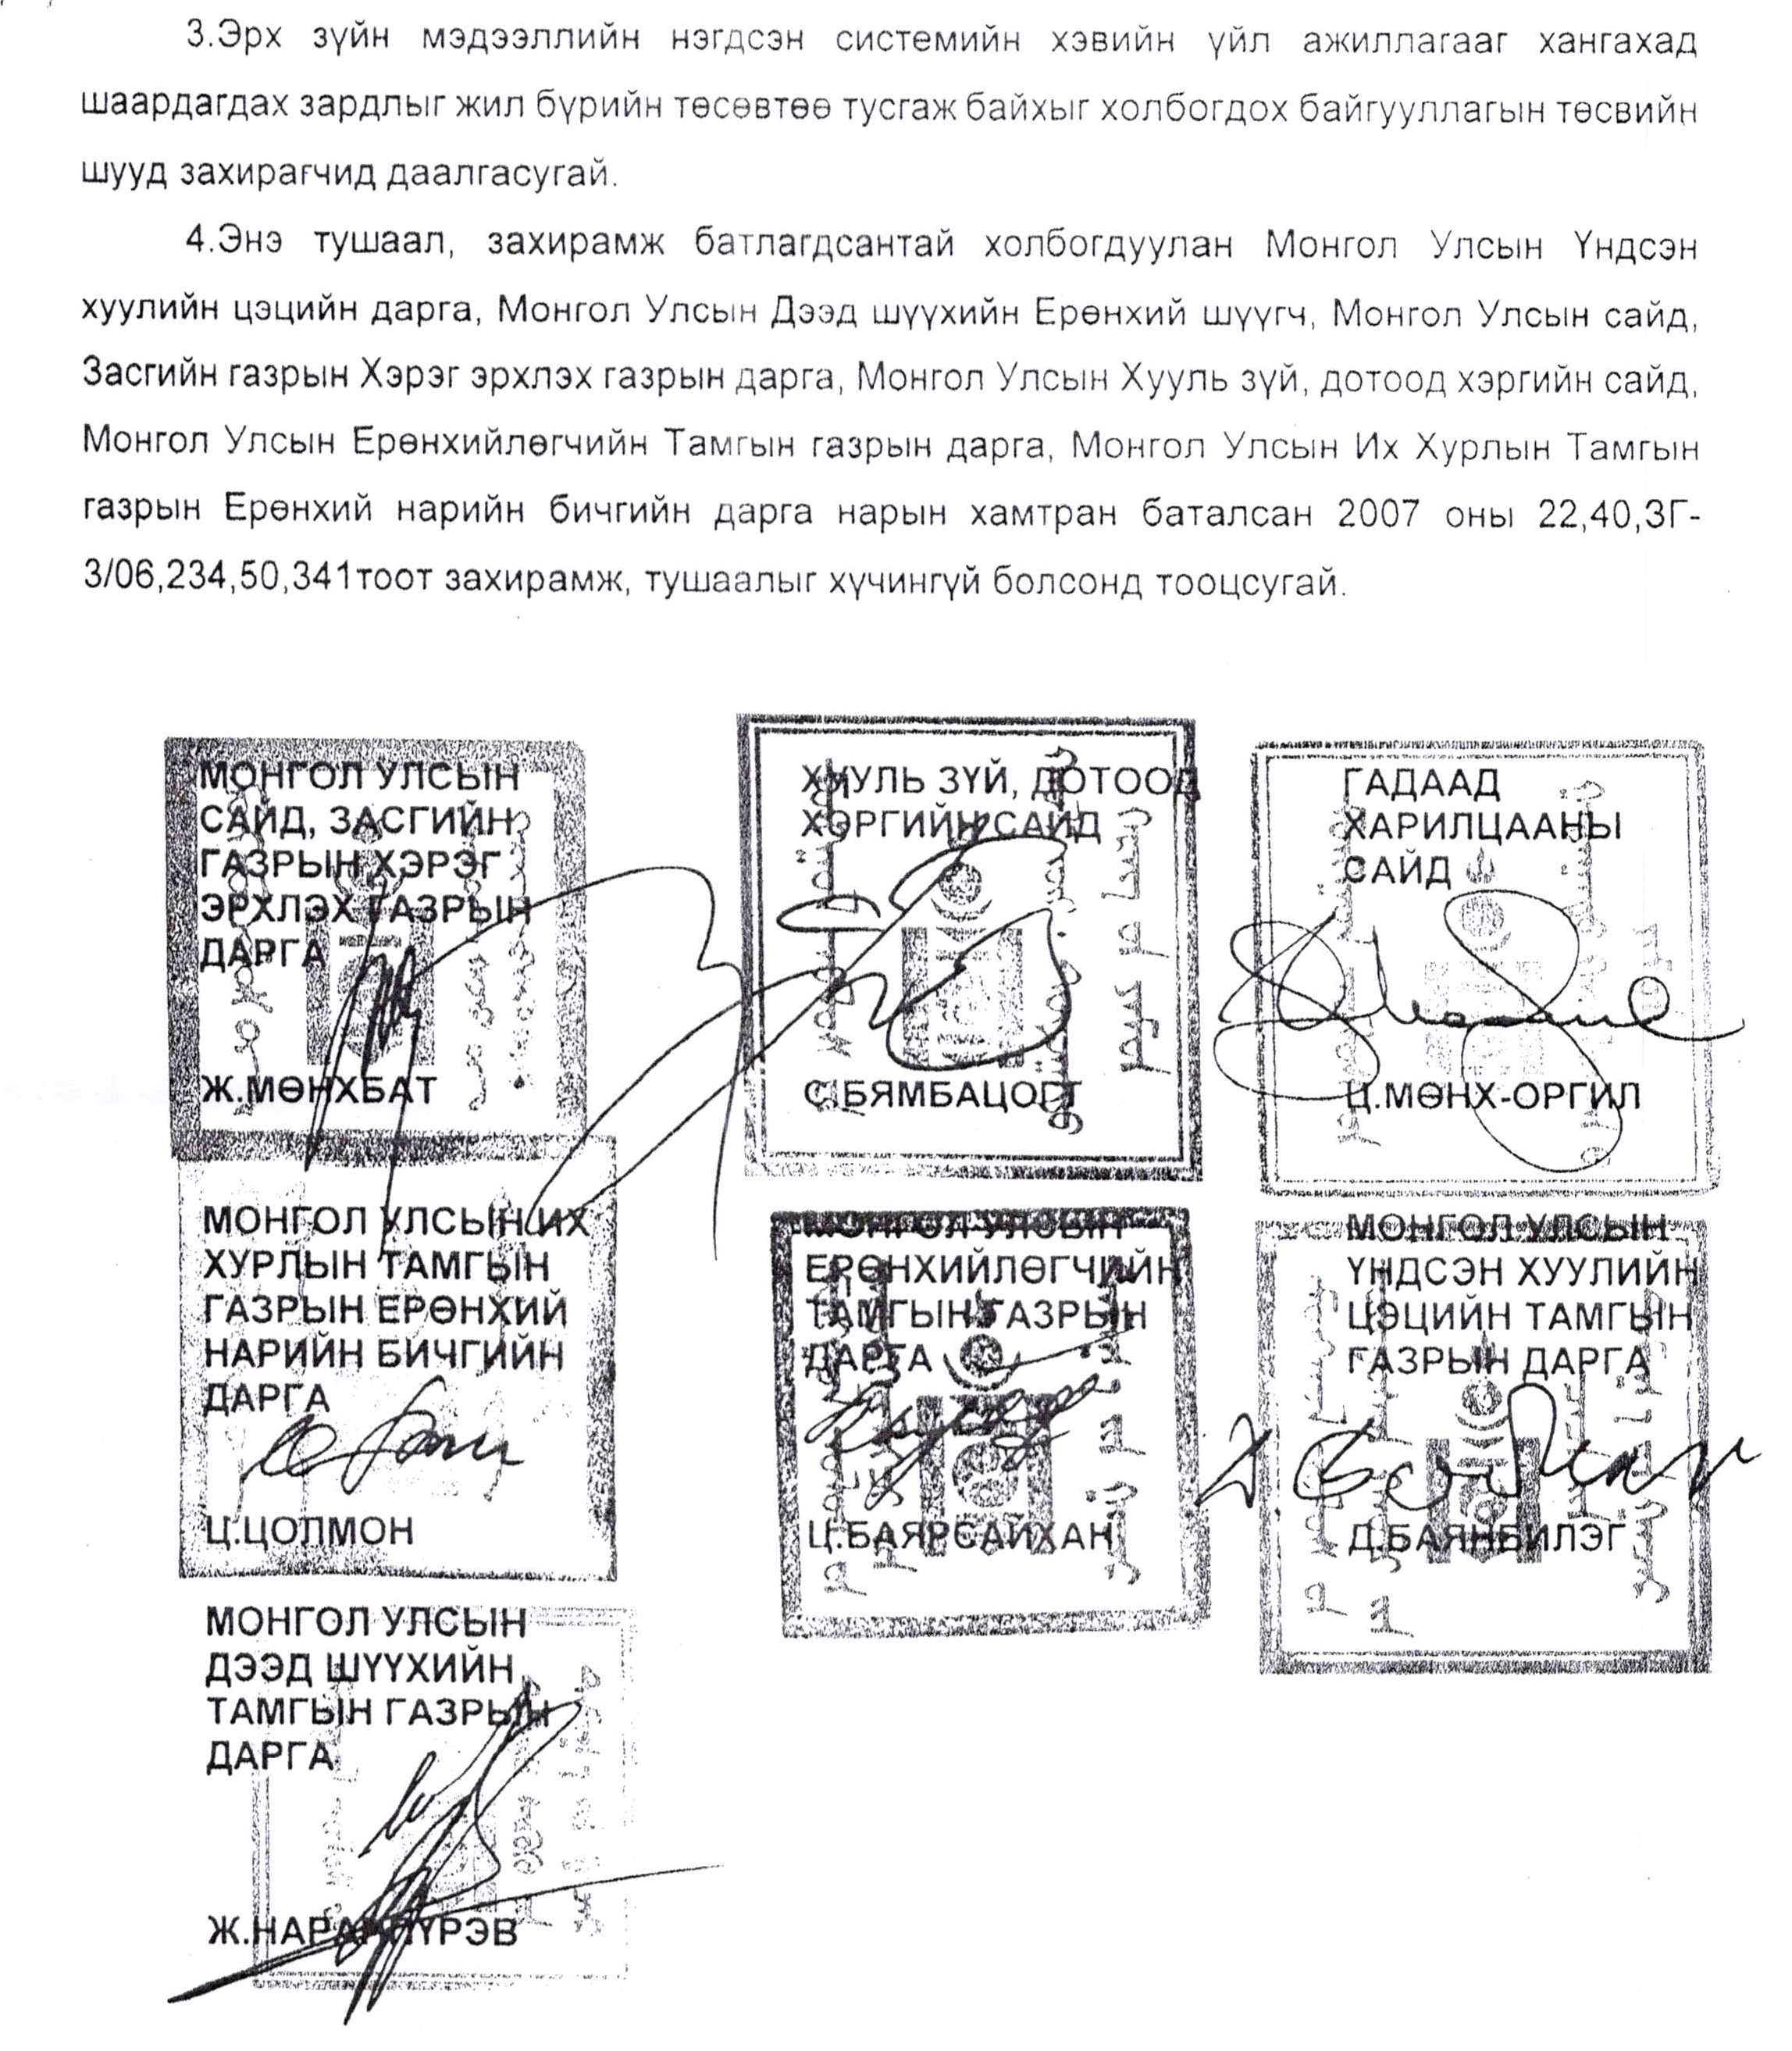 3.Эрх зүйн мэдээллийн нэгдсэн системийн хэвийн үйл ажиллагааг хангахад
шаардагдах зардлыг жил бүрийн төсөвтөө тусгаж байхыг холбогдох байгууллагын төсвийн
шууд захирагчид даалгасугай.
4.Энэ тушаал, захирамж батлагдсантай холбогдуулан Монгол Улсын Үндсэн
хуулийн цэцийн дарга, Монгол Улсын Дээд шүүхийн Ерөнхий шүүгч, Монгол Улсын сайд,
Засгийн газрын Хэрэг эрхлэх газрын дарга, Монгол Улсын Хууль зүй, дотоод хэргийн сайд,
Монгол Улсын Ерөнхийлөгчийн Тамгын газрын дарга, Монгол Улсын Их Хурлын Тамгын
газрын Ерөнхий нарийн бичгийн дарга нарын хамтран баталсан 2007 оны 22,40,ЗГ-
3/06,234,50,341тоот захирамж, тушаалыг хүчингүй болсонд тооцсугай.
МОНГОЛ УЛСЫН
САЙД, ЗАСГИЙН
ГАЗРЫН ХЭРЭГ
ЭРХЛЭХ ГАЗРЫН
ДАРГА
Ж.МӨНХБАТ
ХУУЛЬ ЗҮЙ, ДОТООД
ХЭРГИЙН САЙД
С.БЯМБАЦОГТ
ГАДААД
ХАРИЛЦААНЫ
САЙД
Ц.МӨНХ-ОРГИЛ
МОНГОЛ УЛСЫН ИХ
ХУРЛЫН ТАМГЫН
ГАЗРЫН ЕРӨНХИЙ
НАРИЙН БИЧГИЙН
ДАРГА
Ц.ЦОЛМОН
МОНГОЛ УЛСЫН
ЕРӨНХИЙЛӨГЧИЙН
ТАМГЫН ГАЗРЫН
ДАРГА
Ц.БАЯРСАЙХАН
МОНГОЛ УЛСЫН
ҮНДСЭН ХУУЛИЙН
ЦЭЦИЙН ТАМГЫН
ГАЗРЫН ДАРГА
Д.БАЯНБИЛЭГ
МОНГОЛ УЛСЫН
ДЭЭД ШҮҮХИЙН
ТАМГЫН ГАЗРЫН
ДАРГА
Ж.НАРАНПҮРЭВ